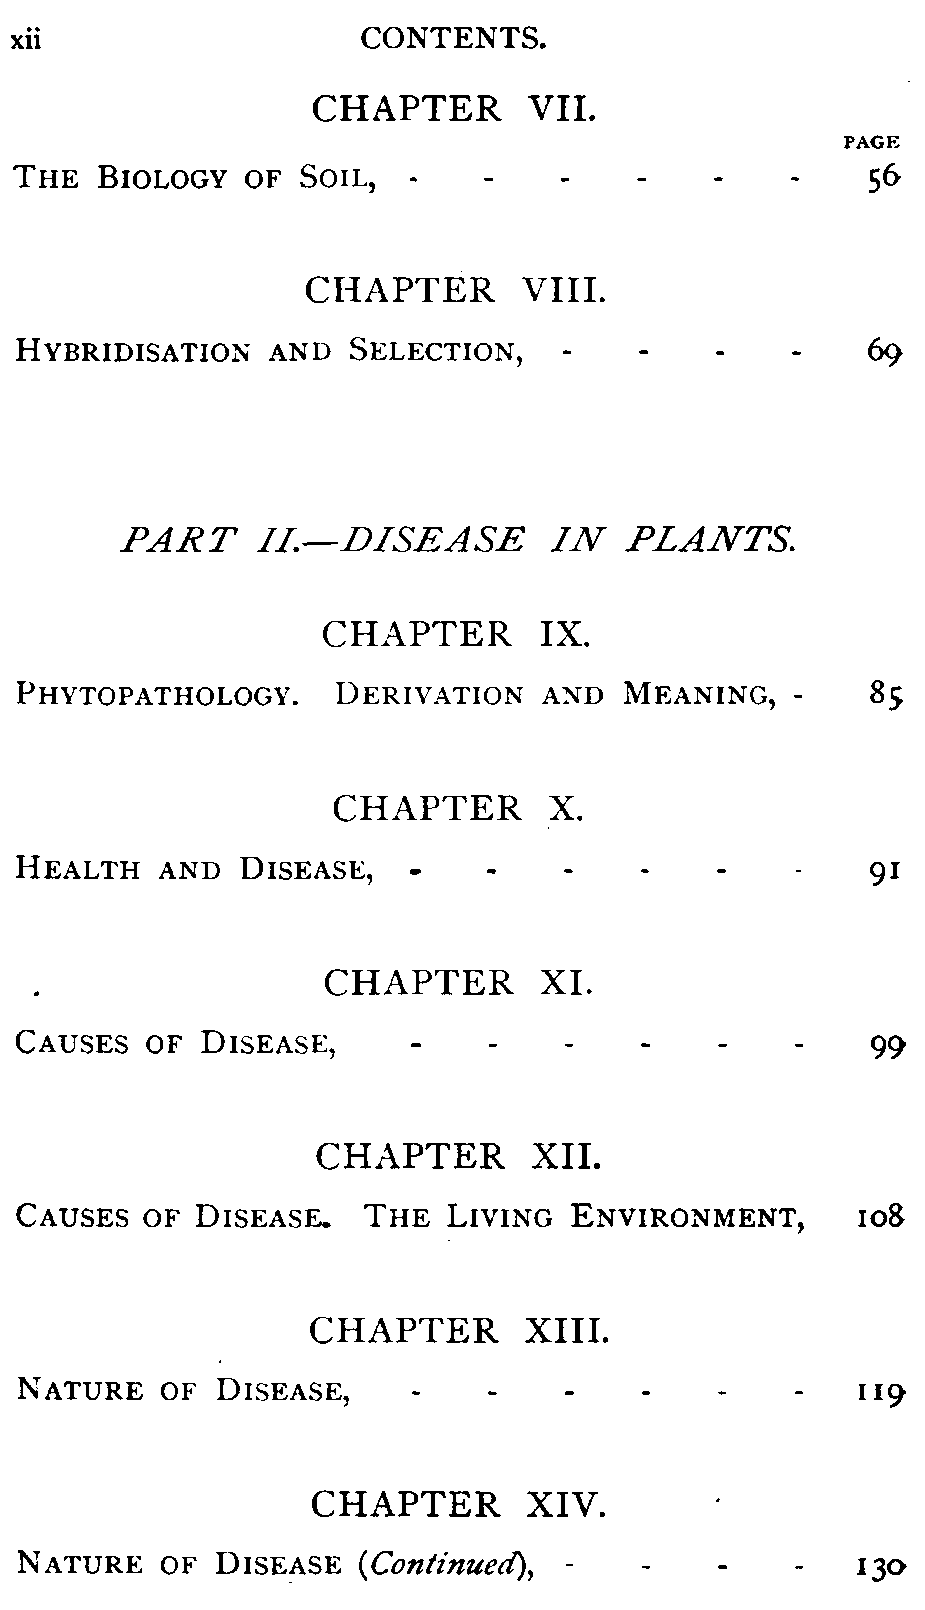 xii CONTENTS.
CHAPTER VII.
PAGE
THE BIOLOGY OF SOIL, - - - - - - 56
CHAPTER VIII.
HYBRIDISATION AND SELECTION, - - - - 69
PART II.—DISEASE IN PLANTS.
CHAPTER IX.
PHYTOPATHOLOGY. DERIVATION AND MEANING, - 85
CHAPTER X.
HEALTH AND DISEASE, - - - - - - 91
CHAPTER XI.
CAUSES OF DISEASE, - - - - - - 99
CHAPTER XII.
CAUSES OF DISEASE. THE LIVING ENVIRONMENT, 108
CHAPTER XIII.
NATURE OF DISEASE, - - - - - - 119
CHAPTER XIV.
NATURE OF DISEASE (Continued), - - - - 130